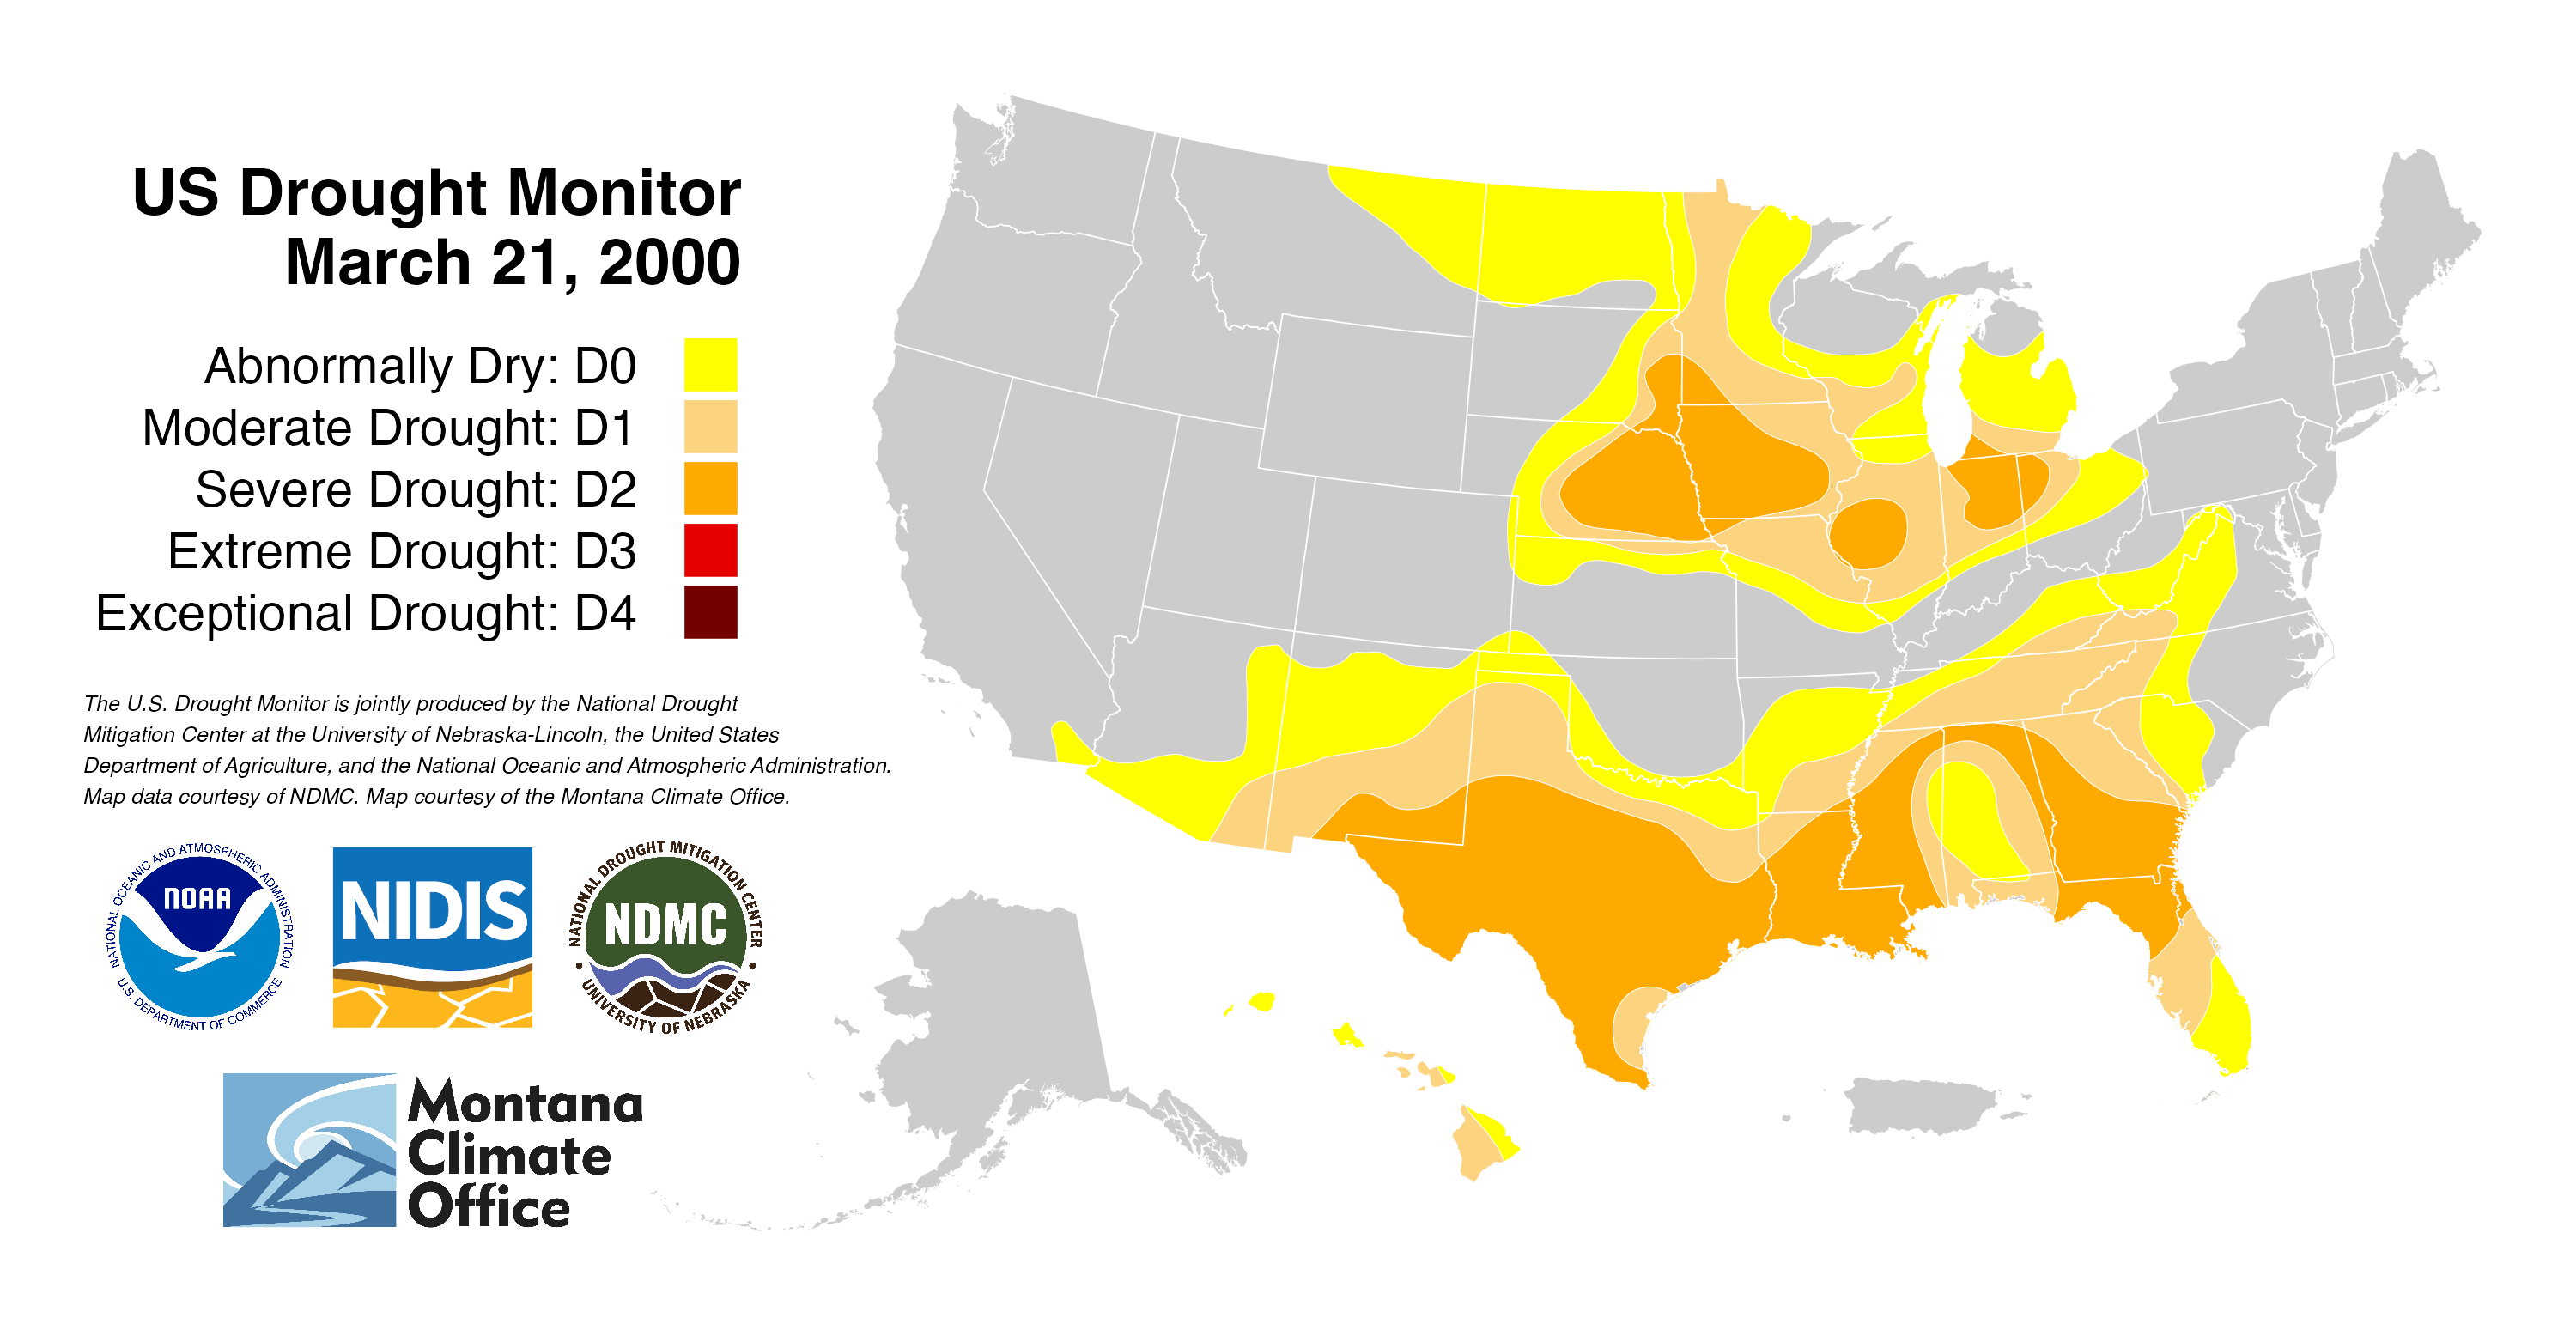 US Drought Monitor
March 21, 2000
Abnormally Dry: D0
Moderate Drought: D1
Severe Drought: D2
Extreme Drought: D3
Exceptional Drought: D4
The U.S. Drought Monitor is jointly produced by the National Drought
Mitigation Center at the University of Nebraska-Lincoln, the United States
Department of Agriculture, and the National Oceanic and Atmospheric Administration.
Map data courtesy of NDMC. Map courtesy of the Montana Climate Office.
NATIONAL OCEANIC AND ATMOSPHERIC ADMINISTRATION
NOAA
U.S. DEPARTMENT OF COMMERCE
NIDIS
NATIONAL DROUGHT MITIGATION CENTER
NDMC
UNIVERSITY OF NEBRASKA
Montana
Climate
Office